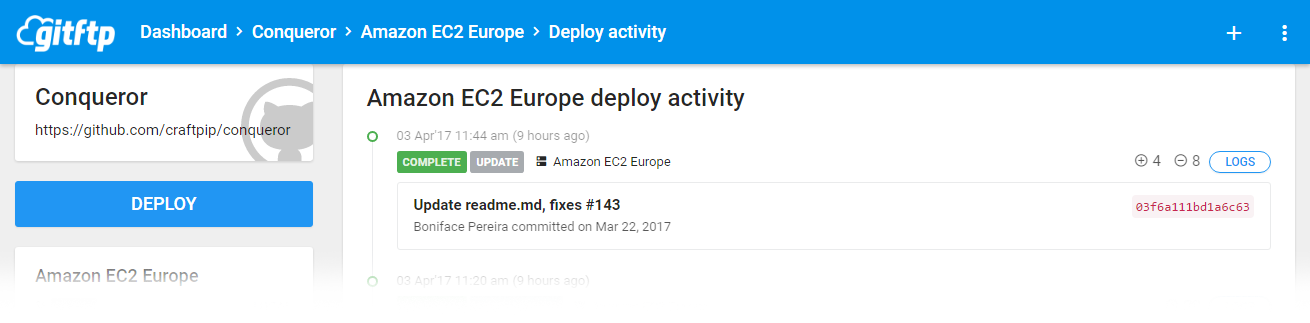 gitftp
Dashboard > Conqueror > Amazon EC2 Europe > Deploy activity
Conqueror
https://github.com/craftpip/conqueror
DEPLOY
Amazon EC2 Europe
Amazon EC2 Europe deploy activity
03 Apr'17 11:44 am (9 hours ago)
COMPLETE UPDATE Amazon EC2 Europe 4 8 LOGS
Update readme.md, fixes #143 03f6a111bd1a6c63
Boniface Pereira committed on Mar 22, 2017
03 Apr'17 11:20 am (9 hours ago)